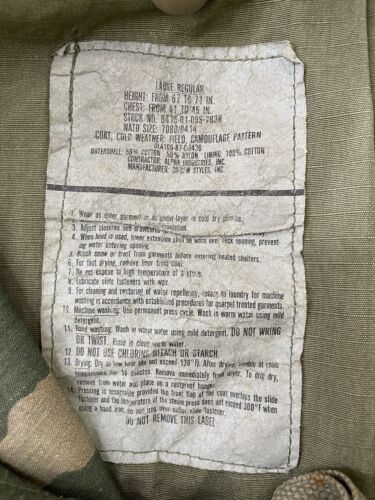 LARGE REGULAR
HEIGHT: FROM 67 TO 71 IN.
CHEST: FROM 41 TO 45 IN.
STOCK NO. 8415-01-099-7838
NATO SIZE: 7080/0414
COAT, COLD WEATHER: FIELD, CAMOUFLAGE PATTERN
DLA100-87-C-0436
OUTERSHELL: 50% COTTON 50% NYLON LINING: 100% COTTON
CONTRACTOR: ALPHA INDUSTRIES, INC.
MANUFACTURER: SO-SEW STYLES, INC
1. Wear as outer garment or as under-layer in cold dry climate.
3. Adjust closures and drawcords
4. When hood is used, lower extension shall be worn over neck opening, prevent-
ing water entering opening.
5. Brush snow or frost from garments before entering heated shelters.
6. For fast drying, remove liner from coat.
7. Do not expose to high temperature of a stove.
8. Lubricate slide fasteners with wax.
9. For cleaning and restoring of water repellency, return to laundry for machine
washing in accordance with established procedures for quarpel treated garments.
10. Machine washing: Use permanent press cycle. Wash in warm water using mild
detergent.
11. Hand washing: Wash in warm water using mild detergent. DO NOT WRING
OR TWIST. Rinse in clean warm water.
12. DO NOT USE CHLORINE BLEACH OR STARCH.
13. Drying: Dry at low heat (do not exceed 130°F). After dryer, tumble at room
temperature for 10 minutes. Remove immediately from dryer. To drip dry,
remove from water and place on a rustproof hanger.
14. Pressing is acceptable provided the front flap of the coat overlaps the slide
fastener and the temperature of the steam press does not exceed 300°F when
using a hand iron, do not iron over outer slide fastener.
DO NOT REMOVE THIS LABEL